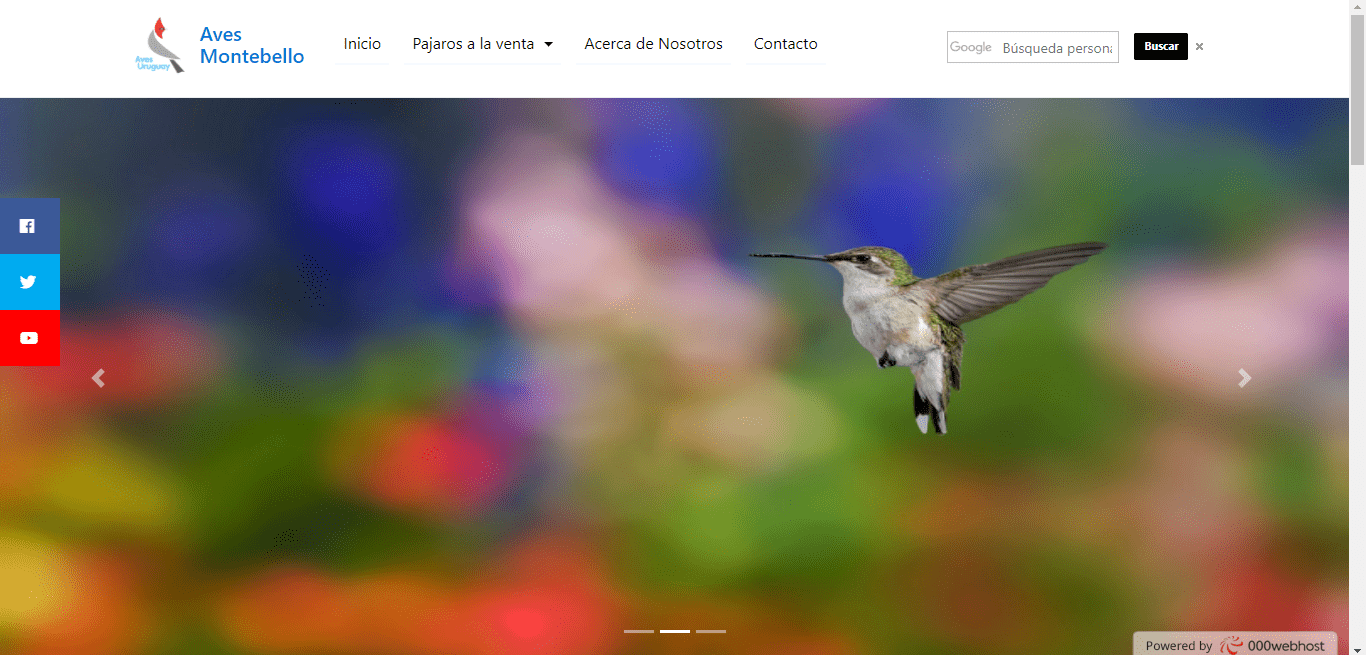 Aves
Montebello
Aves
Uruguay
Inicio
Pajaros a la venta
Acerca de Nosotros
Contacto
Google
Búsqueda persona
Buscar
Powered by 000webhost